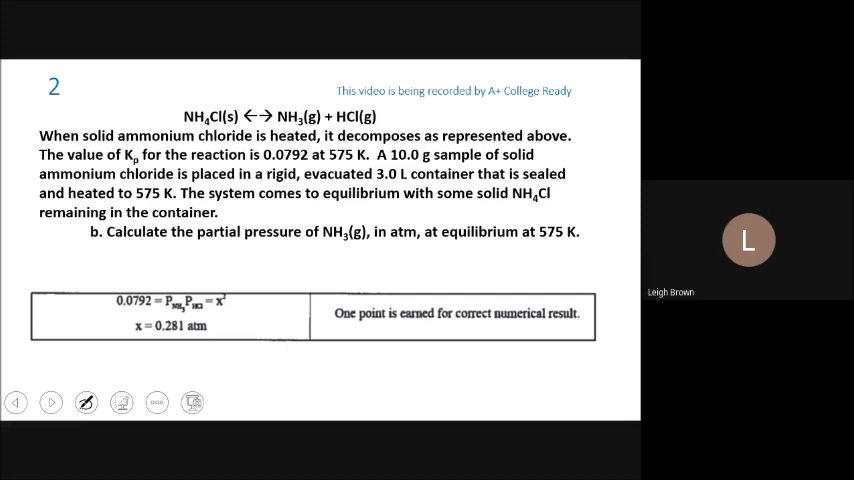 2
This video is being recorded by A+ College Ready
NH₄Cl(s) ←→ NH₃(g) + HCl(g)
When solid ammonium chloride is heated, it decomposes as represented above.
The value of Kₚ for the reaction is 0.0792 at 575 K. A 10.0 g sample of solid
ammonium chloride is placed in a rigid, evacuated 3.0 L container that is sealed
and heated to 575 K. The system comes to equilibrium with some solid NH₄Cl
remaining in the container.
b. Calculate the partial pressure of NH₃(g), in atm, at equilibrium at 575 K.
0.0792 = P_NH₃ P_HCl = x²
x = 0.281 atm
One point is earned for correct numerical result.
L
Leigh Brown